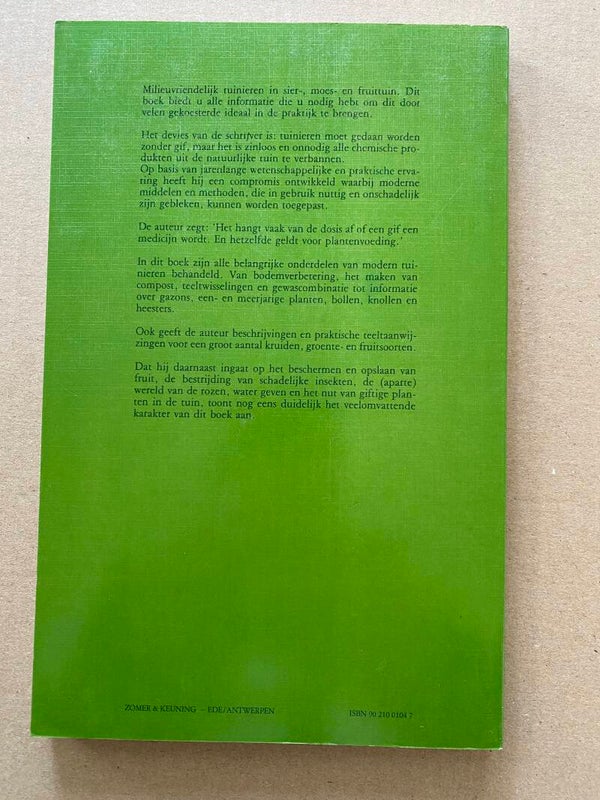 Milieuvriendelijk tuinieren in sier-, moes- en fruittuin. Dit
boek biedt u alle informatie die u nodig hebt om dit door
velen gekoesterde ideaal in de praktijk te brengen.
Het devies van de schrijver is: tuinieren moet gedaan worden
zonder gif, maar het is zinloos en onnodig alle chemische pro-
dukten uit de natuurlijke tuin te verbannen.
Op basis van jarenlange wetenschappelijke en praktische erva-
ring heeft hij een compromis ontwikkeld waarbij moderne
middelen en methoden, die in gebruik nuttig en onschadelijk
zijn gebleken, kunnen worden toegepast.
De auteur zegt: 'Het hangt vaak van de dosis af of een gif een
medicijn wordt. En hetzelfde geldt voor plantenvoeding.'
In dit boek zijn alle belangrijke onderdelen van modern tui-
nieren behandeld. Van bodemverbetering, het maken van
compost, teeltwisselingen en gewascombinatie tot informatie
over gazons, een- en meerjarige planten, bollen, knollen en
heesters.
Ook geeft de auteur beschrijvingen en praktische teeltaanwij-
zingen voor een groot aantal kruiden, groente- en fruitsoorten.
Dat hij daarnaast ingaat op het beschermen en opslaan van
fruit, de bestrijding van schadelijke insekten, de (aparte)
wereld van de rozen, water geven en het nut van giftige plan-
ten in de tuin, toont nog eens duidelijk het veelomvattende
karakter van dit boek aan.
ZOMER & KEUNING – EDE/ANTWERPEN
ISBN 90 210 0104 7